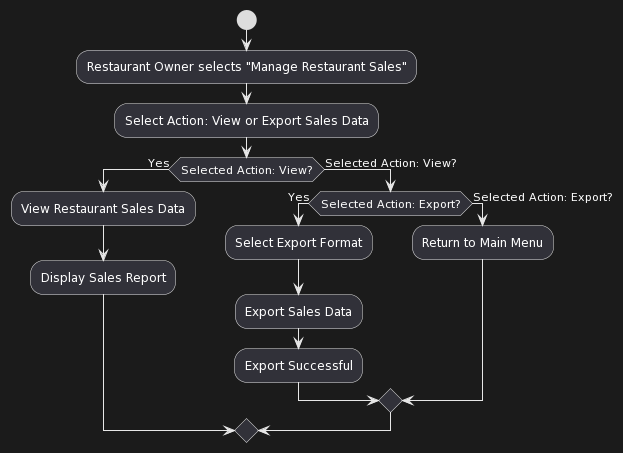 Restaurant Owner selects "Manage Restaurant Sales"
Select Action: View or Export Sales Data
Yes
Selected Action: View?
Selected Action: View?
View Restaurant Sales Data
Display Sales Report
Yes
Selected Action: Export?
Selected Action: Export?
Select Export Format
Return to Main Menu
Export Sales Data
Export Successful